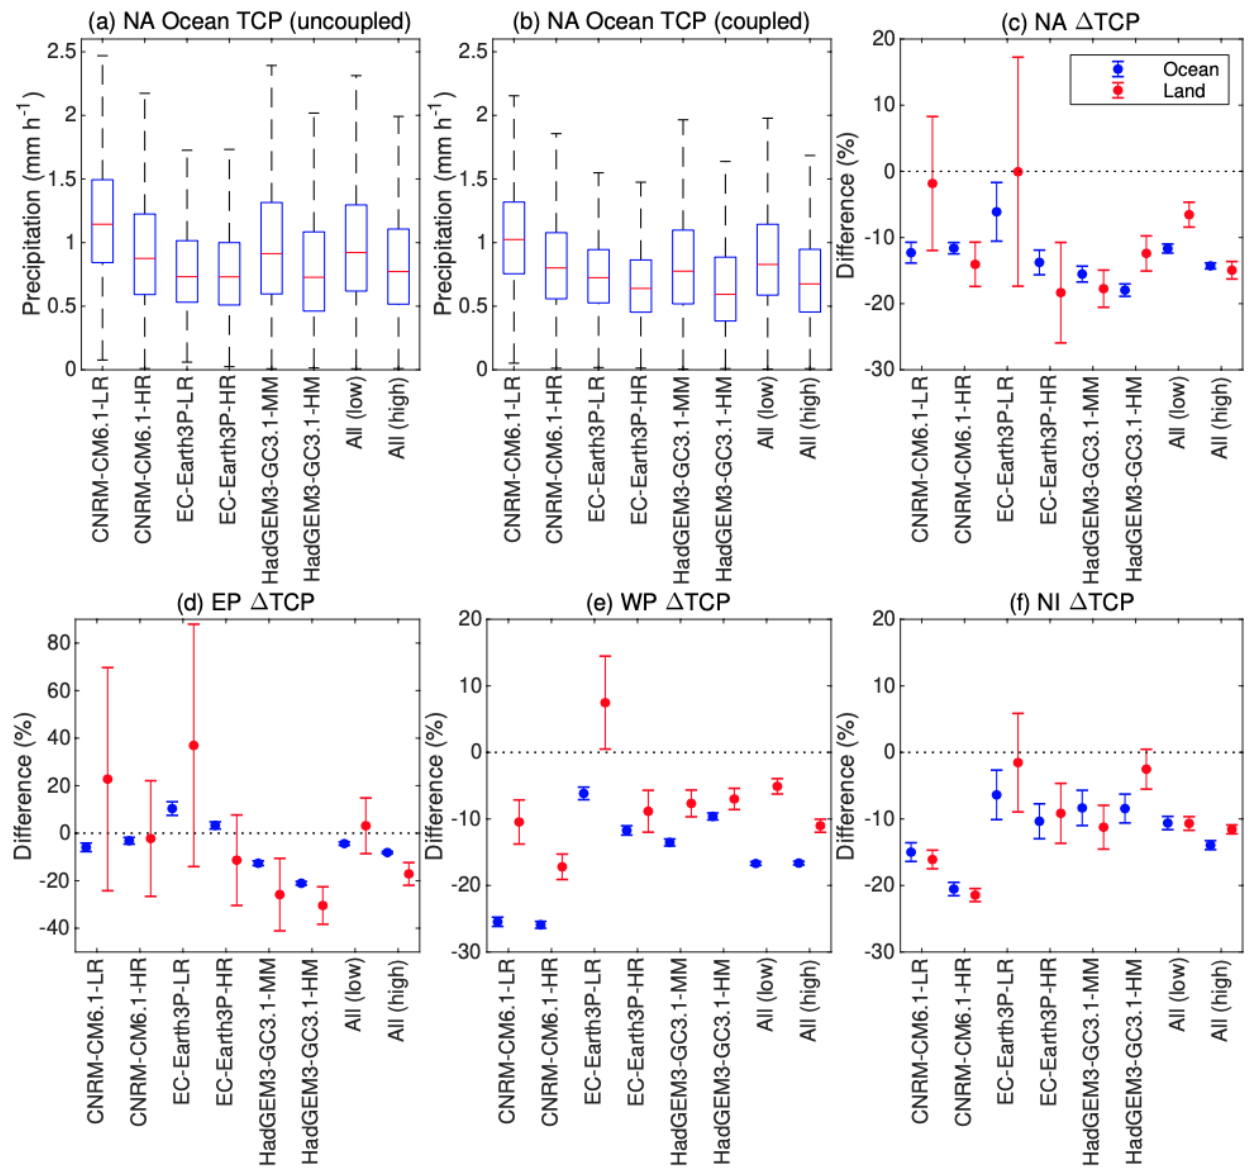 (a) NA Ocean TCP (uncoupled)
(b) NA Ocean TCP (coupled)
(c) NA ΔTCP
Precipitation (mm h⁻¹)
2.5
2
1.5
1
0.5
0
CNRM-CM6.1-LR
CNRM-CM6.1-HR
EC-Earth3P-LR
EC-Earth3P-HR
HadGEM3-GC3.1-MM
HadGEM3-GC3.1-HM
All (low)
All (high)
Precipitation (mm h⁻¹)
2.5
2
1.5
1
0.5
0
CNRM-CM6.1-LR
CNRM-CM6.1-HR
EC-Earth3P-LR
EC-Earth3P-HR
HadGEM3-GC3.1-MM
HadGEM3-GC3.1-HM
All (low)
All (high)
Difference (%)
20
10
0
-10
-20
-30
Ocean
Land
CNRM-CM6.1-LR
CNRM-CM6.1-HR
EC-Earth3P-LR
EC-Earth3P-HR
HadGEM3-GC3.1-MM
HadGEM3-GC3.1-HM
All (low)
All (high)
(d) EP ΔTCP
(e) WP ΔTCP
(f) NI ΔTCP
Difference (%)
80
60
40
20
0
-20
-40
CNRM-CM6.1-LR
CNRM-CM6.1-HR
EC-Earth3P-LR
EC-Earth3P-HR
HadGEM3-GC3.1-MM
HadGEM3-GC3.1-HM
All (low)
All (high)
Difference (%)
20
10
0
-10
-20
-30
CNRM-CM6.1-LR
CNRM-CM6.1-HR
EC-Earth3P-LR
EC-Earth3P-HR
HadGEM3-GC3.1-MM
HadGEM3-GC3.1-HM
All (low)
All (high)
Difference (%)
20
10
0
-10
-20
-30
CNRM-CM6.1-LR
CNRM-CM6.1-HR
EC-Earth3P-LR
EC-Earth3P-HR
HadGEM3-GC3.1-MM
HadGEM3-GC3.1-HM
All (low)
All (high)